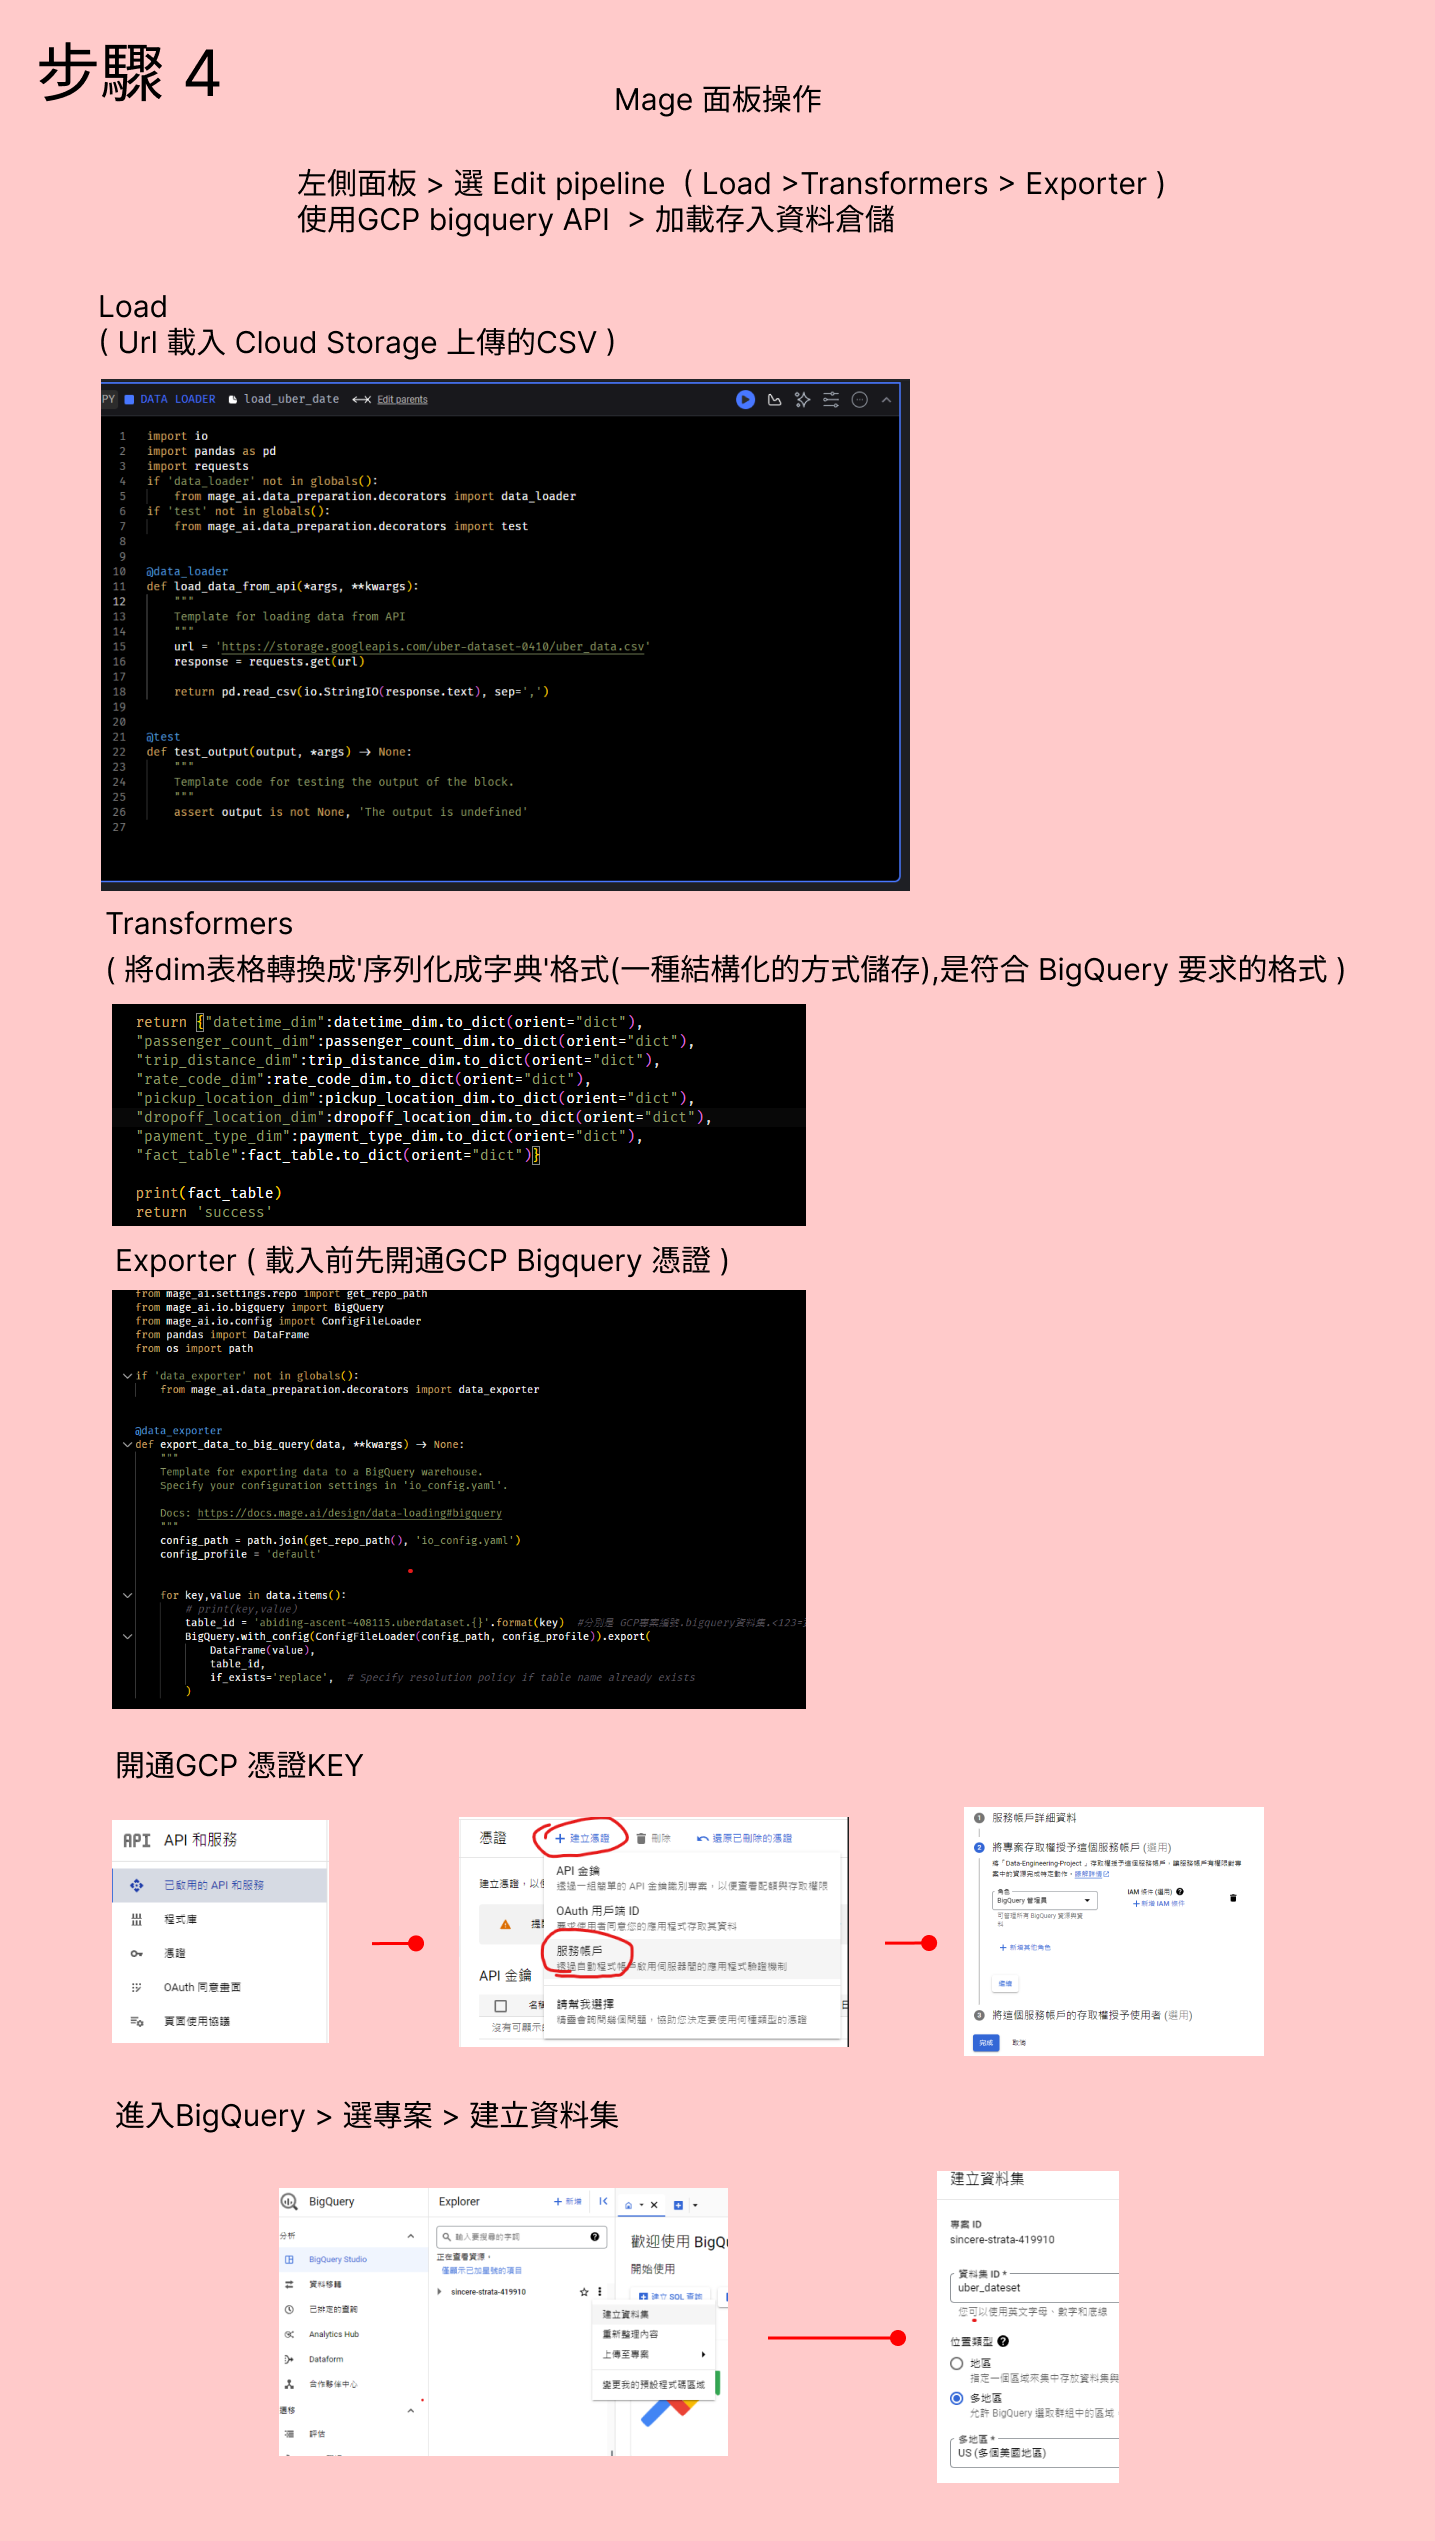 步驟 4
Mage 面板操作
左側面板 > 選 Edit pipeline ( Load >Transformers > Exporter )
使用GCP bigquery API > 加載存入資料倉儲
Load
( Url 載入 Cloud Storage 上傳的CSV )
PY DATA LOADER load_uber_date Edit parents
1 import io
2 import pandas as pd
3 import requests
4 if 'data_loader' not in globals():
5 from mage_ai.data_preparation.decorators import data_loader
6 if 'test' not in globals():
7 from mage_ai.data_preparation.decorators import test
8
9
10 @data_loader
11 def load_data_from_api(*args, **kwargs):
12 """
13 Template for loading data from API
14 """
15 url = 'https://storage.googleapis.com/uber-dataset-0410/uber_data.csv'
16 response = requests.get(url)
17
18 return pd.read_csv(io.StringIO(response.text), sep=',')
19
20
21 @test
22 def test_output(output, *args) -> None:
23 """
24 Template code for testing the output of the block.
25 """
26 assert output is not None, 'The output is undefined'
27
Transformers
( 將dim表格轉換成'序列化成字典'格式(一種結構化的方式儲存),是符合 BigQuery 要求的格式 )
return {"datetime_dim":datetime_dim.to_dict(orient="dict"),
"passenger_count_dim":passenger_count_dim.to_dict(orient="dict"),
"trip_distance_dim":trip_distance_dim.to_dict(orient="dict"),
"rate_code_dim":rate_code_dim.to_dict(orient="dict"),
"pickup_location_dim":pickup_location_dim.to_dict(orient="dict"),
"dropoff_location_dim":dropoff_location_dim.to_dict(orient="dict"),
"payment_type_dim":payment_type_dim.to_dict(orient="dict"),
"fact_table":fact_table.to_dict(orient="dict")}
print(fact_table)
return 'success'
Exporter ( 載入前先開通GCP Bigquery 憑證 )
from mage_ai.settings.repo import get_repo_path
from mage_ai.io.bigquery import BigQuery
from mage_ai.io.config import ConfigFileLoader
from pandas import DataFrame
from os import path
if 'data_exporter' not in globals():
from mage_ai.data_preparation.decorators import data_exporter
@data_exporter
def export_data_to_big_query(data, **kwargs) -> None:
"""
Template for exporting data to a BigQuery warehouse.
Specify your configuration settings in 'io_config.yaml'.
Docs: https://docs.mage.ai/design/data-loading#bigquery
"""
config_path = path.join(get_repo_path(), 'io_config.yaml')
config_profile = 'default'
for key,value in data.items():
# print(key,value)
table_id = 'abiding-ascent-408115.uberdataset.{}'.format(key) #分別是 GCP專案編號.bigquery資料集.<123=
BigQuery.with_config(ConfigFileLoader(config_path, config_profile)).export(
DataFrame(value),
table_id,
if_exists='replace', # Specify resolution policy if table name already exists
)
開通GCP 憑證KEY
API API 和服務
已啟用的 API 和服務
程式庫
憑證
OAuth 同意畫面
頁面使用協議
憑證 + 建立憑證 刪除 還原已刪除的憑證
建立憑證，以
API 金鑰
透過一組簡單的 API 金鑰識別專案，以便查看配額與存取權限
OAuth 用戶端 ID
要求使用者同意您的應用程式存取其資料
服務帳戶
透過自動程式帳戶啟用伺服器間的應用程式驗證機制
API 金鑰
請幫我選擇
精靈會詢問幾個問題，協助您決定要使用何種類型的憑證
沒有可顯示
1 服務帳戶詳細資料
2 將專案存取權授予這個服務帳戶 (選用)
將「Data-Engineering-Project」存取權授予這個服務帳戶，讓服務帳戶有權限對專
案中的資源完成特定動作。瞭解詳情
角色
BigQuery 管理員
IAM 條件 (選用)
+ 新增 IAM 條件
可管理所有 BigQuery 資源與資
料
+ 新增其他角色
繼續
3 將這個服務帳戶的存取權授予使用者 (選用)
完成 取消
進入BigQuery > 選專案 > 建立資料集
BigQuery
分析
BigQuery Studio
資料移轉
已排定的查詢
Analytics Hub
Dataform
合作夥伴中心
遷移
評估
Explorer + 新增
輸入要搜尋的字詞
正在查看資源。
僅顯示已加星號的項目
sincere-strata-419910
歡迎使用 BigQu
開始使用
建立 SQL 查詢
建立資料集
重新整理內容
上傳至專案
變更我的預設程式碼區域
建立資料集
專案 ID
sincere-strata-419910
資料集 ID *
uber_dateset
您可以使用英文字母、數字和底線
位置類型
地區
指定一個區域來集中存放資料集與
多地區
允許 BigQuery 選取群組中的區域
多地區 *
US (多個美國地區)